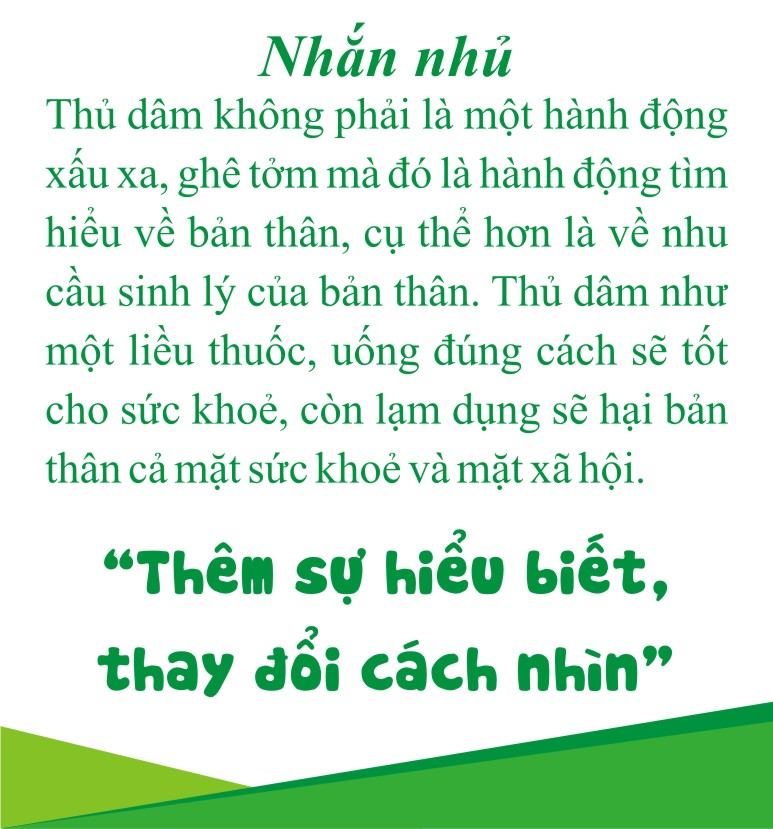 Nhắn nhủ
Thủ dâm không phải là một hành động
xấu xa, ghê tởm mà đó là hành động tìm
hiểu về bản thân, cụ thể hơn là về nhu
cầu sinh lý của bản thân. Thủ dâm như
một liều thuốc, uống đúng cách sẽ tốt
cho sức khoẻ, còn lạm dụng sẽ hại bản
thân cả mặt sức khoẻ và mặt xã hội.
“Thêm sự hiểu biết,
thay đổi cách nhìn”